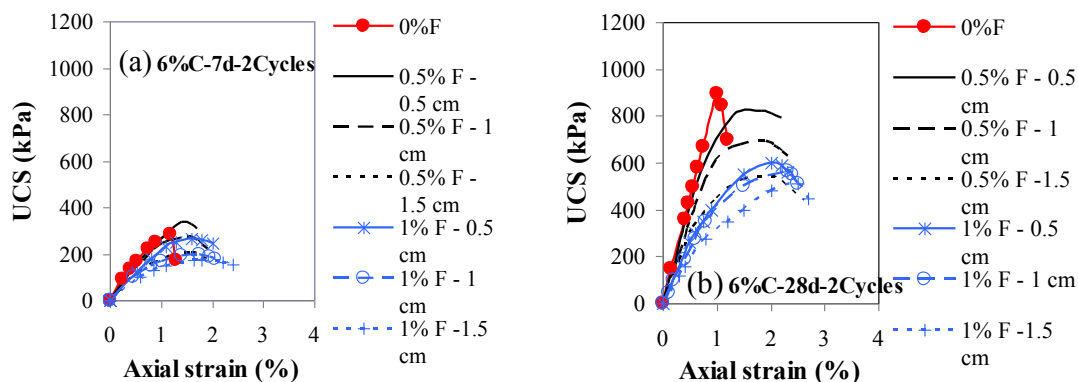 1200
1000
800
600
400
200
0
UCS (kPa)
(a) 6%C-7d-2Cycles
0 1 2 3 4
Axial strain (%)
0%F
0.5% F -
0.5 cm
0.5% F - 1
cm
0.5% F -
1.5 cm
1% F - 0.5
cm
1% F - 1
cm
1% F -1.5
cm
1200
1000
800
600
400
200
0
UCS (kPa)
(b) 6%C-28d-2Cycles
0 1 2 3 4
Axial strain (%)
0%F
0.5% F - 0.5
cm
0.5% F - 1
cm
0.5% F -1.5
cm
1% F - 0.5
cm
1% F - 1 cm
1% F -1.5
cm